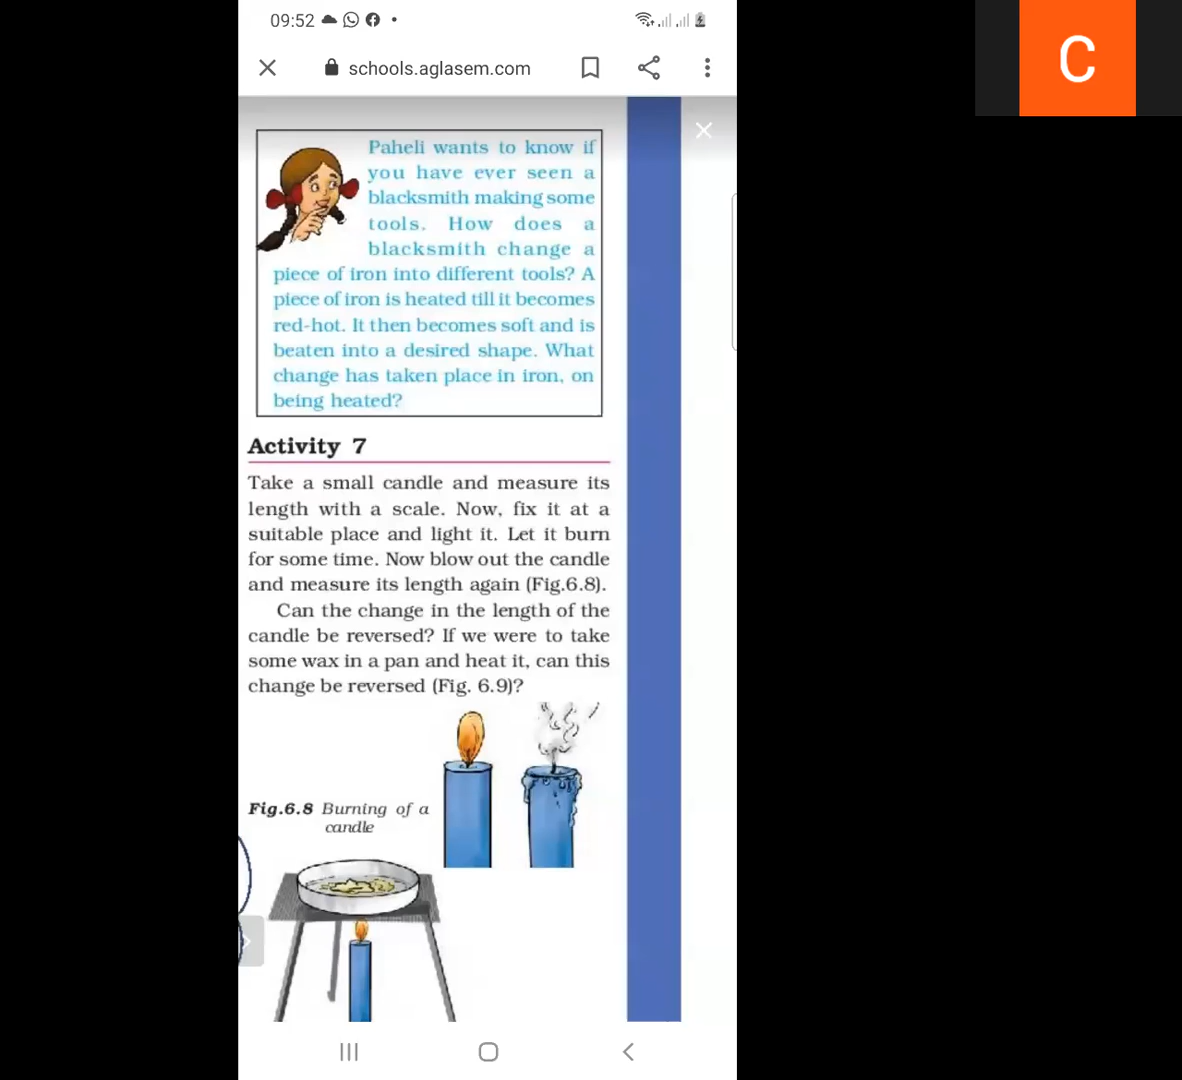 09:52
schools.aglasem.com
C
Paheli wants to know if
you have ever seen a
blacksmith making some
tools. How does a
blacksmith change a
piece of iron into different tools? A
piece of iron is heated till it becomes
red-hot. It then becomes soft and is
beaten into a desired shape. What
change has taken place in iron, on
being heated?
Activity 7
Take a small candle and measure its
length with a scale. Now, fix it at a
suitable place and light it. Let it burn
for some time. Now blow out the candle
and measure its length again (Fig.6.8).
Can the change in the length of the
candle be reversed? If we were to take
some wax in a pan and heat it, can this
change be reversed (Fig. 6.9)?
Fig.6.8 Burning of a
candle